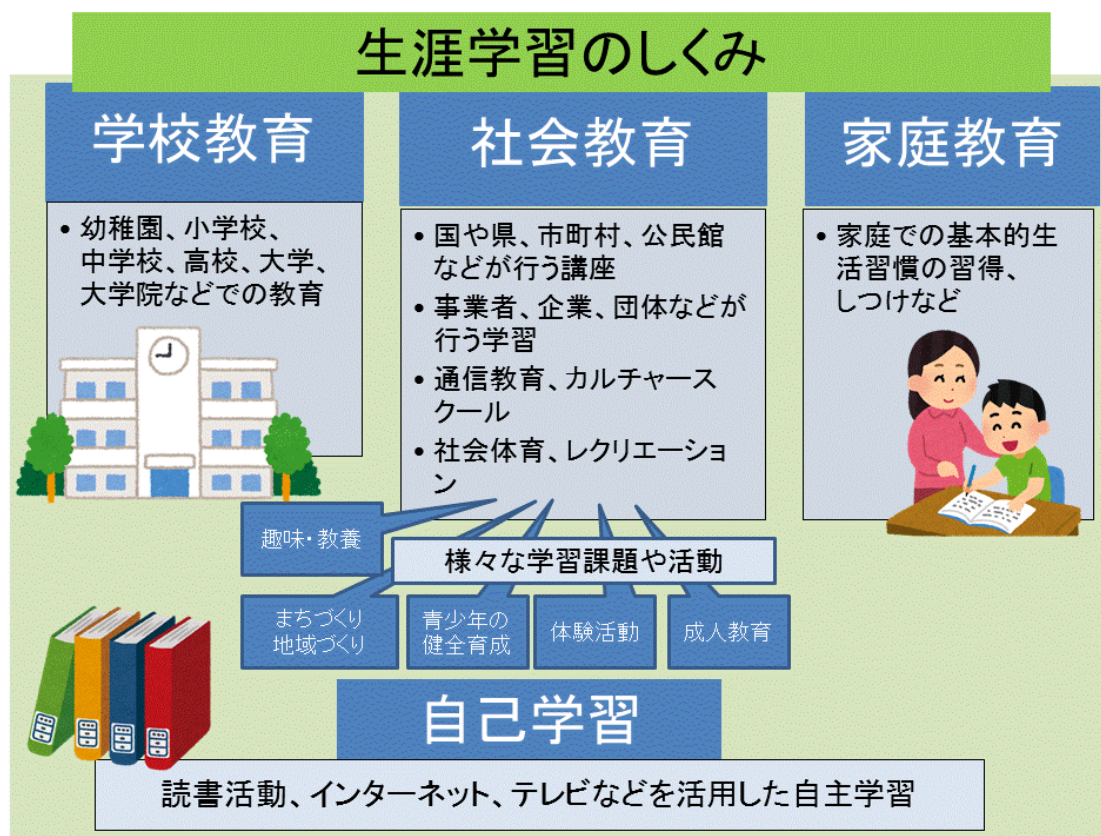 生涯学習のしくみ
学校教育
• 幼稚園、小学校、
中学校、高校、大学、
大学院などでの教育
社会教育
• 国や県、市町村、公民館
などが行う講座
• 事業者、企業、団体などが
行う学習
• 通信教育、カルチャース
クール
• 社会体育、レクリエーショ
ン
家庭教育
• 家庭での基本的生
活習慣の習得、
しつけなど
趣味・教養
様々な学習課題や活動
まちづくり
地域づくり
青少年の
健全育成
体験活動
成人教育
自己学習
読書活動、インターネット、テレビなどを活用した自主学習